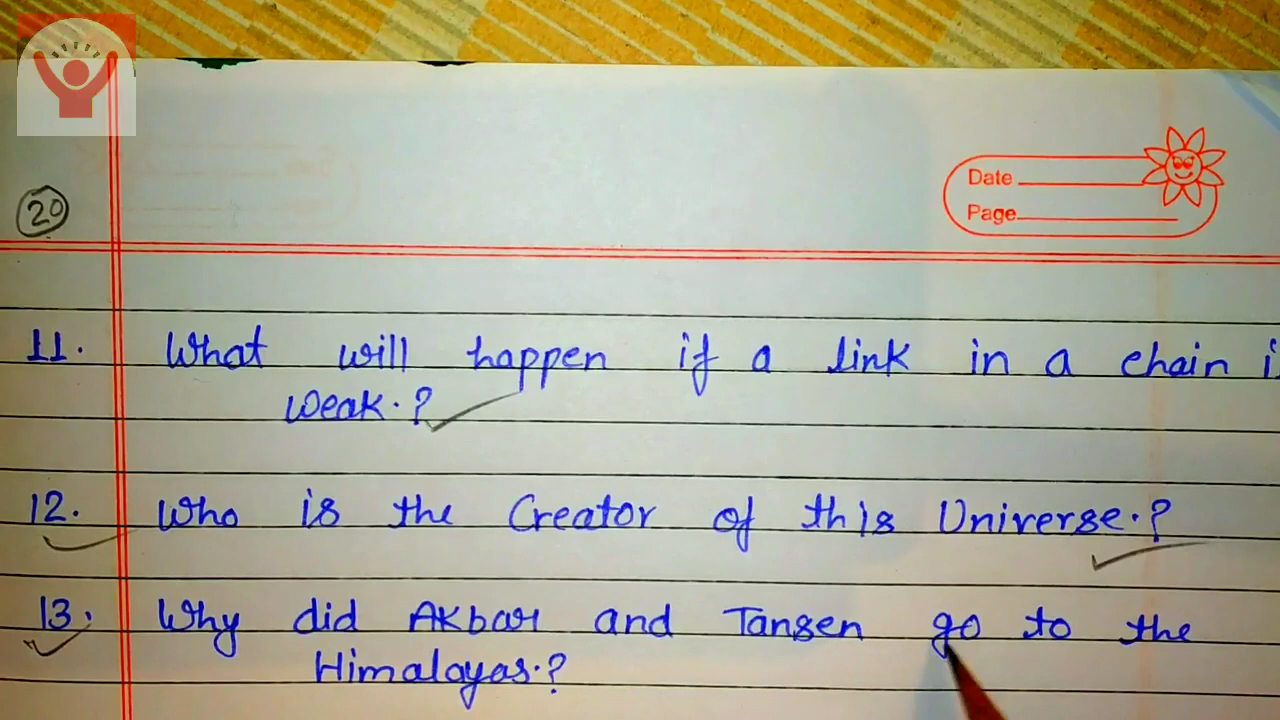 Date
Page
20
11. What will happen if a link in a chain i
weak.?
12. Who is the Creator of this Universe.?
13. Why did Akbar and Tansen go to the
Himalayas.?